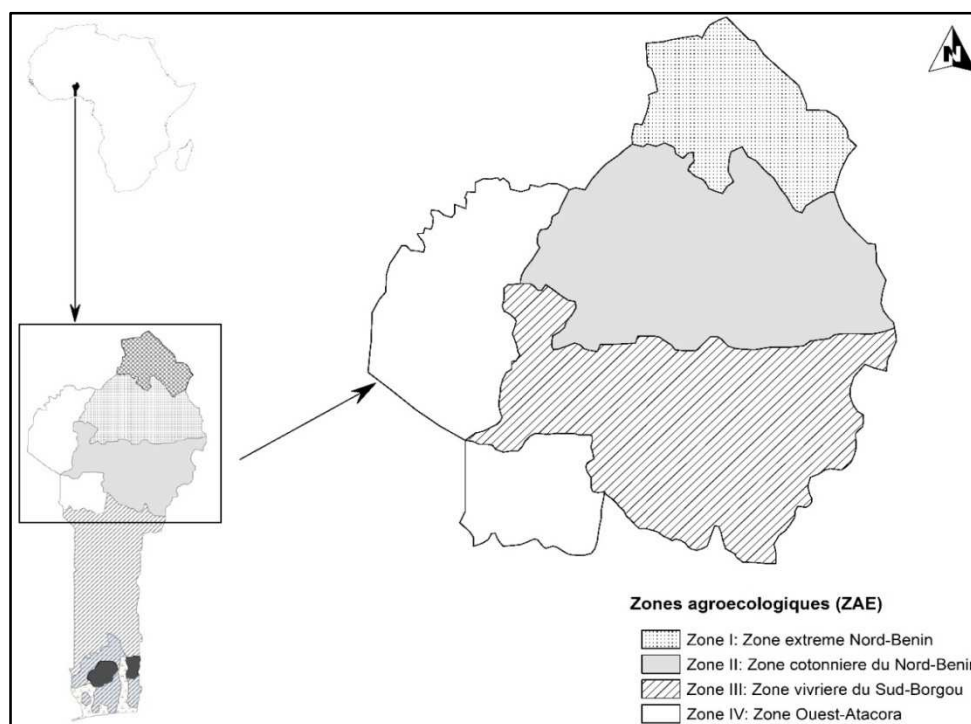 N
Zones agroecologiques (ZAE)
Zone I: Zone extreme Nord-Benin
Zone II: Zone cotonniere du Nord-Benin
Zone III: Zone vivriere du Sud-Borgou
Zone IV: Zone Ouest-Atacora